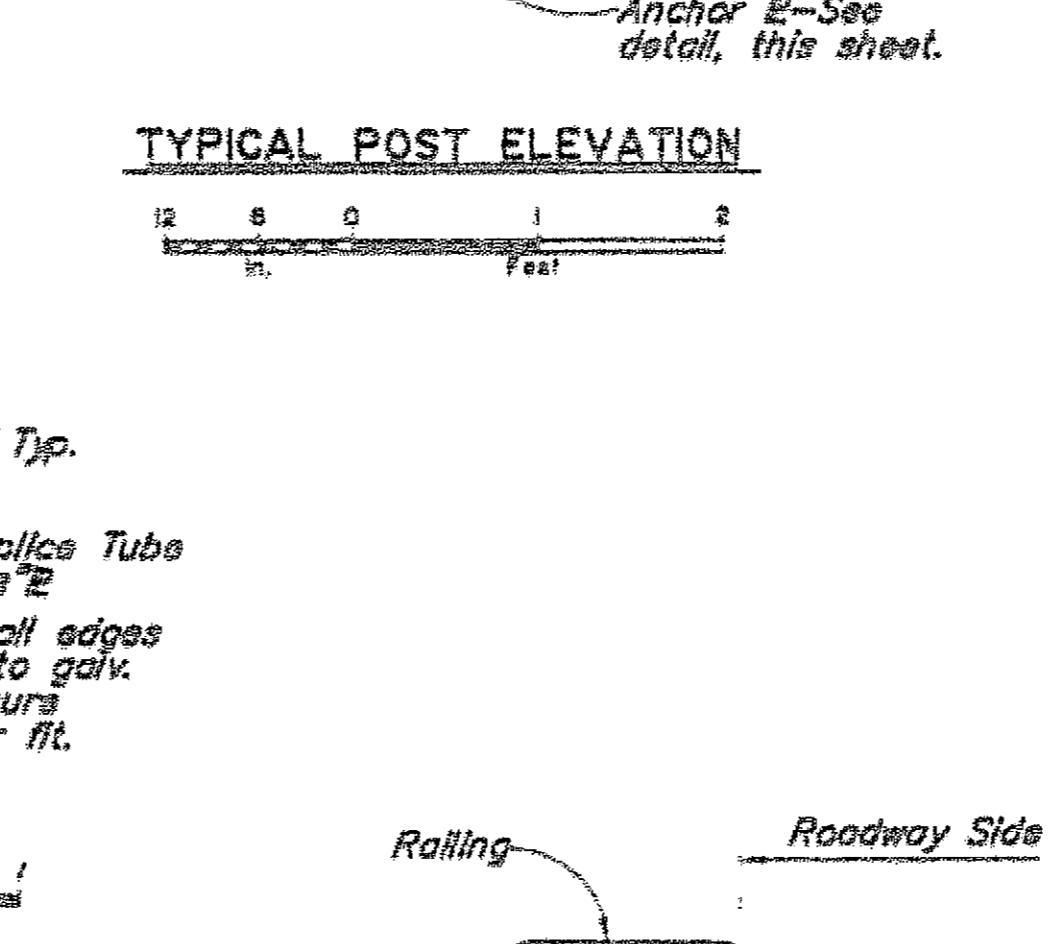 Anchor P-See
detail, this sheet.
TYPICAL POST ELEVATION
12 6 0 1 2
In. Feet
Typ.
plice Tube
all edges
to galv.
fit.
Railing
Roadway Side